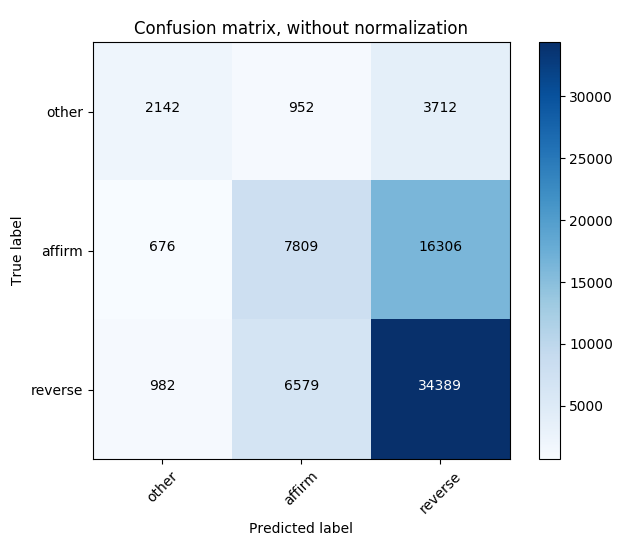 Confusion matrix, without normalization
other 2142 952 3712
affirm 676 7809 16306
reverse 982 6579 34389
other affirm reverse
True label
Predicted label
30000
25000
20000
15000
10000
5000